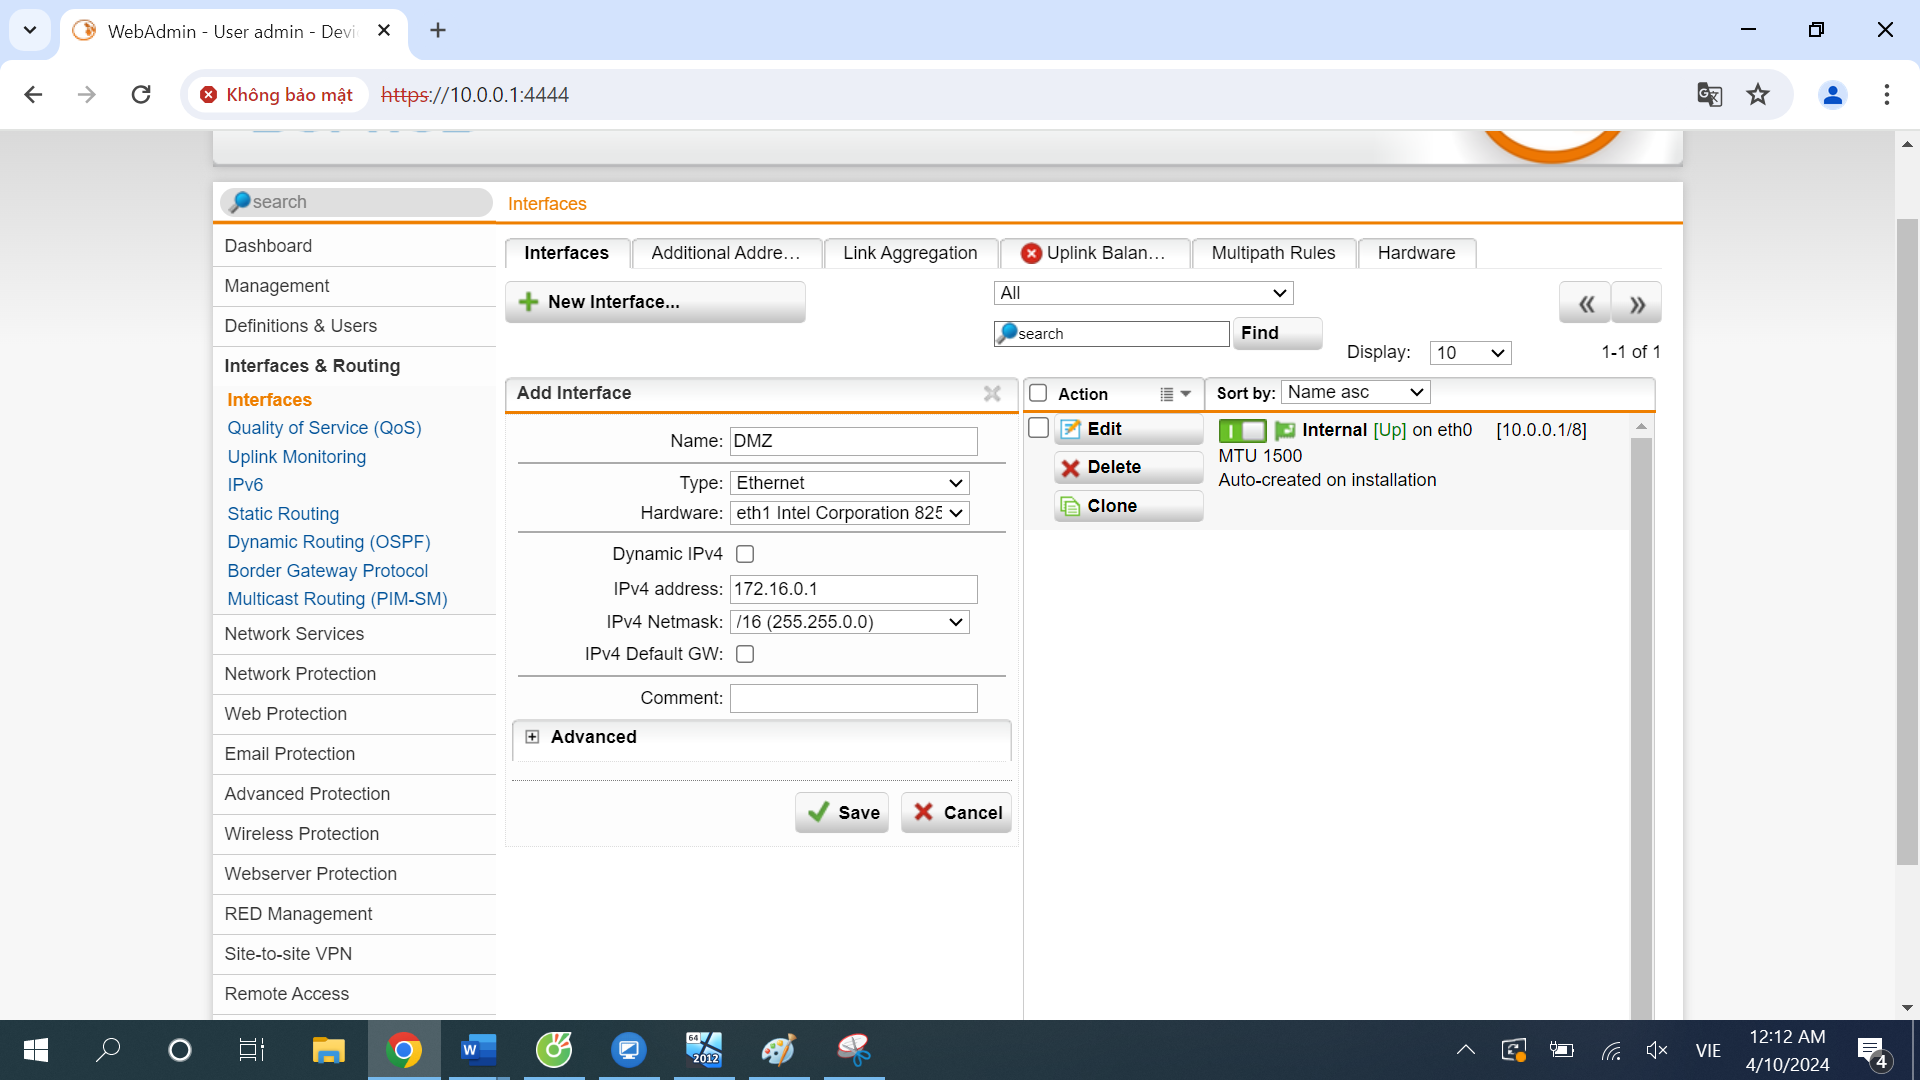 WebAdmin - User admin - Devi
Không bảo mật
https://10.0.0.1:4444
search
Interfaces
Dashboard
Management
Definitions & Users
Interfaces & Routing
Interfaces
Quality of Service (QoS)
Uplink Monitoring
IPv6
Static Routing
Dynamic Routing (OSPF)
Border Gateway Protocol
Multicast Routing (PIM-SM)
Network Services
Network Protection
Web Protection
Email Protection
Advanced Protection
Wireless Protection
Webserver Protection
RED Management
Site-to-site VPN
Remote Access
Interfaces
Additional Addre…
Link Aggregation
Uplink Balan…
Multipath Rules
Hardware
New Interface...
All
search
Find
Display: 10
1-1 of 1
Add Interface
Name: DMZ
Type: Ethernet
Hardware: eth1 Intel Corporation 825
Dynamic IPv4
IPv4 address: 172.16.0.1
IPv4 Netmask: /16 (255.255.0.0)
IPv4 Default GW:
Comment:
Advanced
Save
Cancel
Action
Sort by: Name asc
Edit
Delete
Clone
Internal [Up] on eth0 [10.0.0.1/8]
MTU 1500
Auto-created on installation
64
2012
VIE
12:12 AM
4/10/2024
4